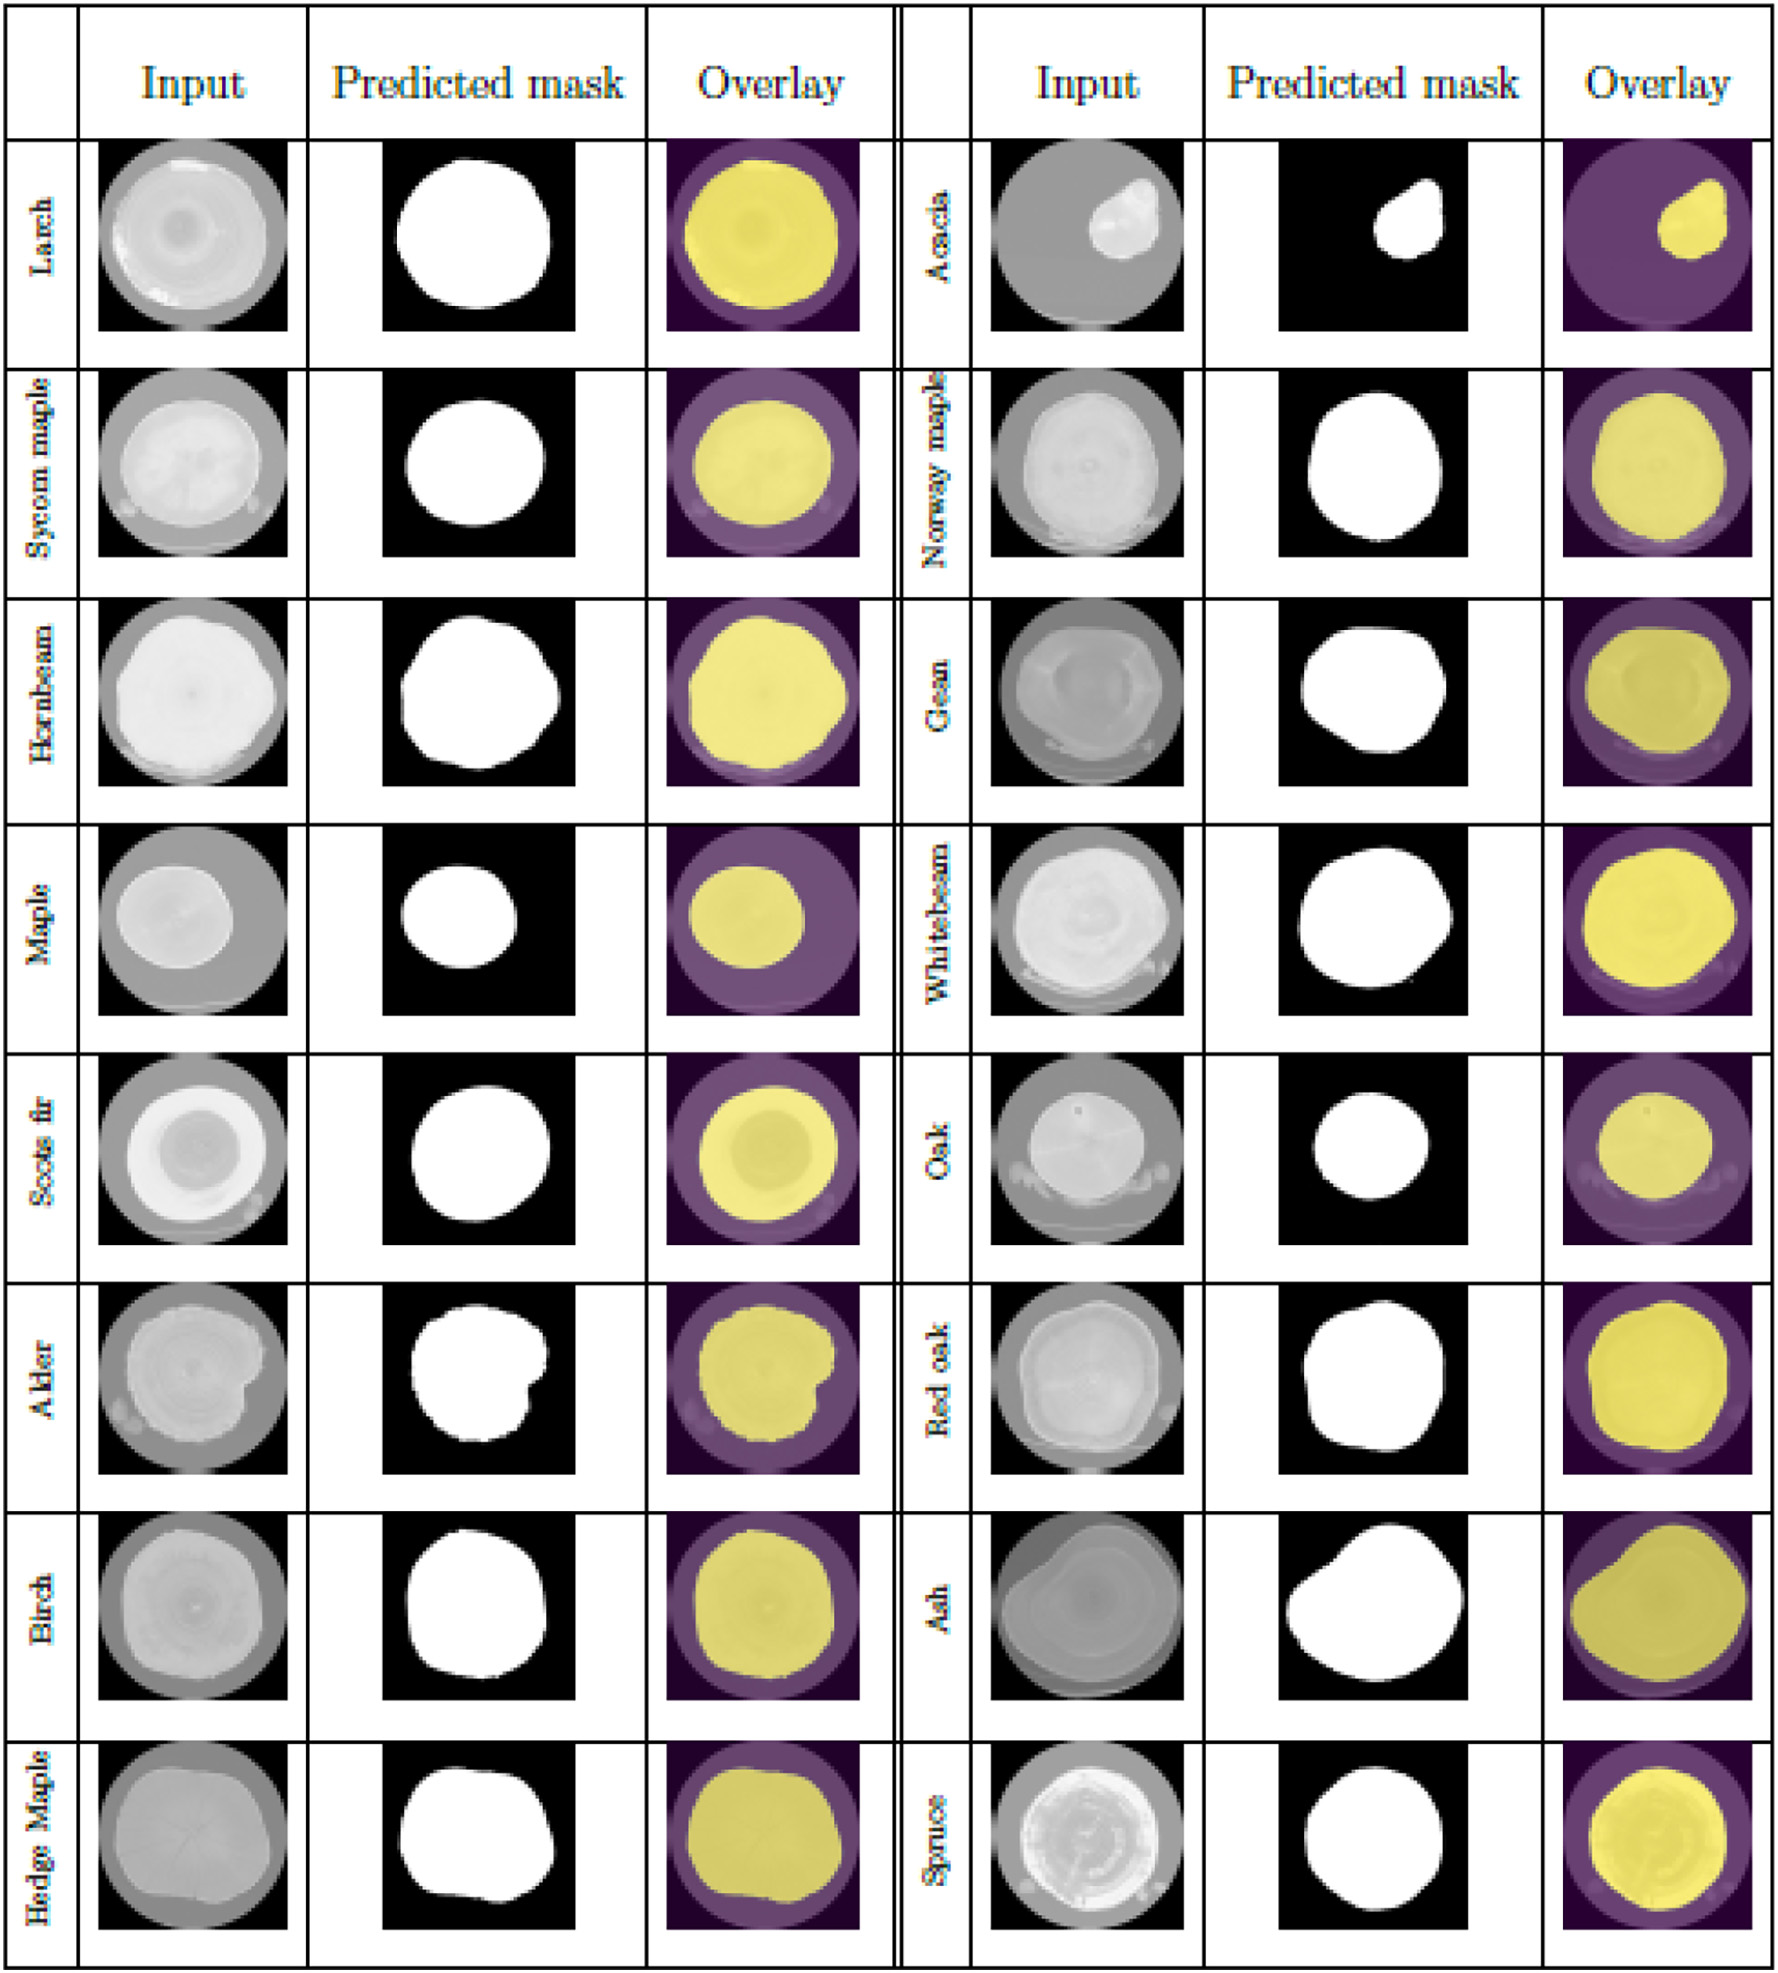 Input Predicted mask Overlay Input Predicted mask Overlay
Larch Acacia
Sycom maple Norway maple
Hornbeam Gean
Maple Whitebeam
Scots fir Oak
Alder Red oak
Birch Ash
Hedge Maple Spruce